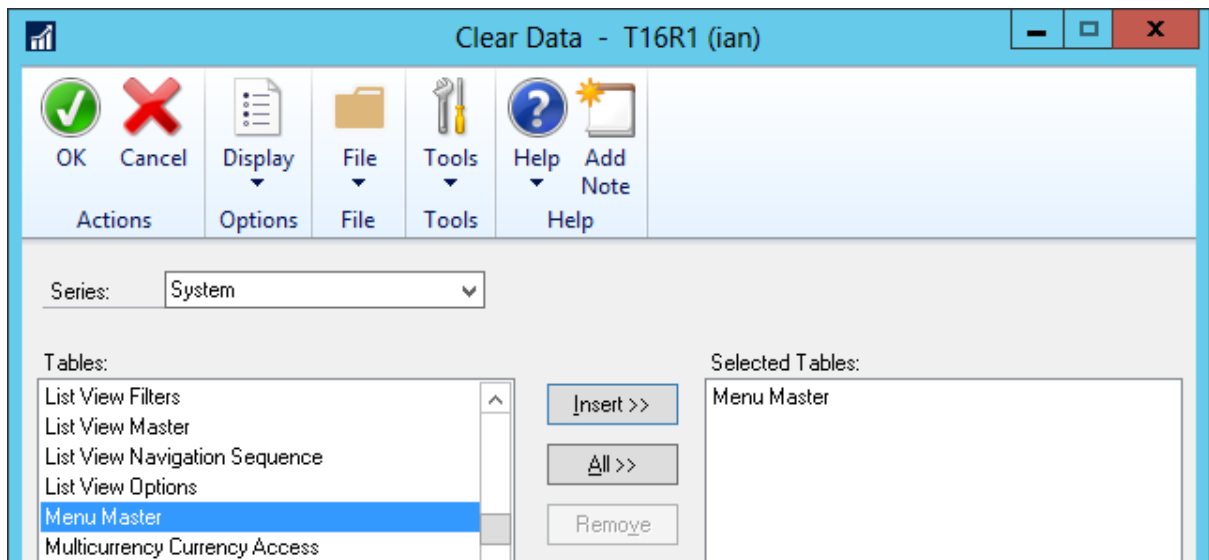 Clear Data - T16R1 (ian)
OK Cancel Display File Tools Help Add Note
Actions Options File Tools Help
Series: System
Tables:
List View Filters
List View Master
List View Navigation Sequence
List View Options
Menu Master
Multicurrency Currency Access
Insert >>
All >>
Remove
Selected Tables:
Menu Master